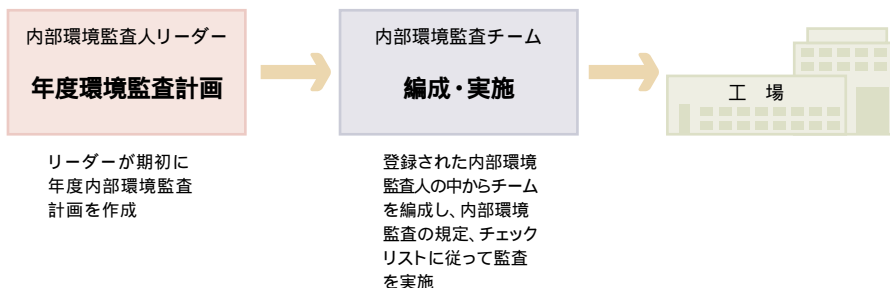 内部環境監査人リーダー
年度環境監査計画
リーダーが期初に
年度内部環境監査
計画を作成
内部環境監査チーム
編成・実施
登録された内部環境
監査人の中からチーム
を編成し、内部環境
監査の規定、チェック
リストに従って監査
を実施
工 場